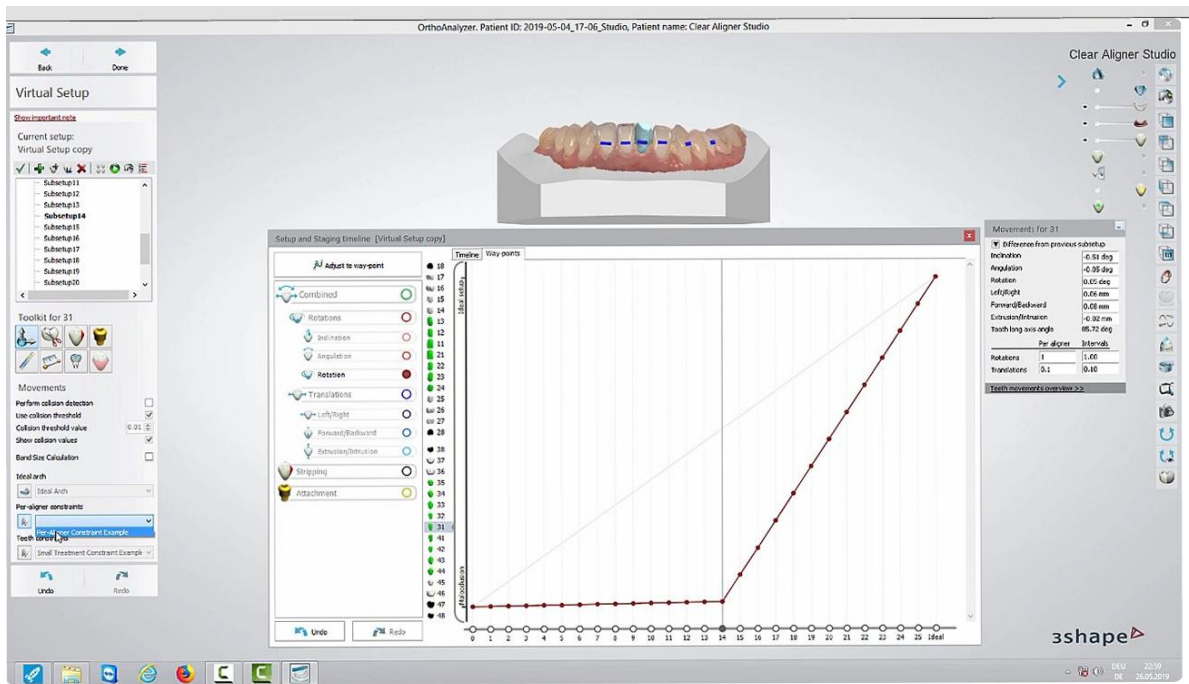 OrthoAnalyzer. Patient ID: 2019-05-04_17-06_Studio, Patient name: Clear Aligner Studio
Back Done
Virtual Setup
Show important note
Current setup:
Virtual Setup copy
Subsetup11
Subsetup12
Subsetup13
Subsetup14
Subsetup15
Subsetup16
Subsetup17
Subsetup18
Subsetup19
Subsetup20
Toolkit for 31
Movements
Perform collision detection
Use collision threshold
Collision threshold value 0.01
Show collision values
Band Size Calculation
Ideal arch
Ideal Arch
Per-aligner constraints
Per-Aligner Constraint Example
Teeth constraints
Small Treatment Constraint Example
Undo Redo
Setup and Staging timeline [Virtual Setup copy]
Adjust to way-point
Combined
Rotations
Inclination
Angulation
Rotation
Translations
Left/Right
Forward/Backward
Extrusion/Intrusion
Stripping
Attachment
Undo Redo
Timeline Way-points
18
17
16
15
14
13
12
11
21
22
23
24
25
26
27
28
38
37
36
35
34
33
32
31
41
42
43
44
45
46
47
48
Ideal setup
Malocclusion
0 1 2 3 4 5 6 7 8 9 10 11 12 13 14 15 16 17 18 19 20 21 22 23 24 25 Ideal
Clear Aligner Studio
Movements for 31
Difference from previous subsetup
Inclination -0.51 deg
Angulation -0.05 deg
Rotation 0.05 deg
Left/Right 0.06 mm
Forward/Backward 0.08 mm
Extrusion/Intrusion -0.02 mm
Tooth long axis angle 85.72 deg
Per aligner Intervals
Rotations 1 1.00
Translations 0.1 0.10
Teeth movements overview >>
3shape
DEU 22:59
DE 26.05.2019